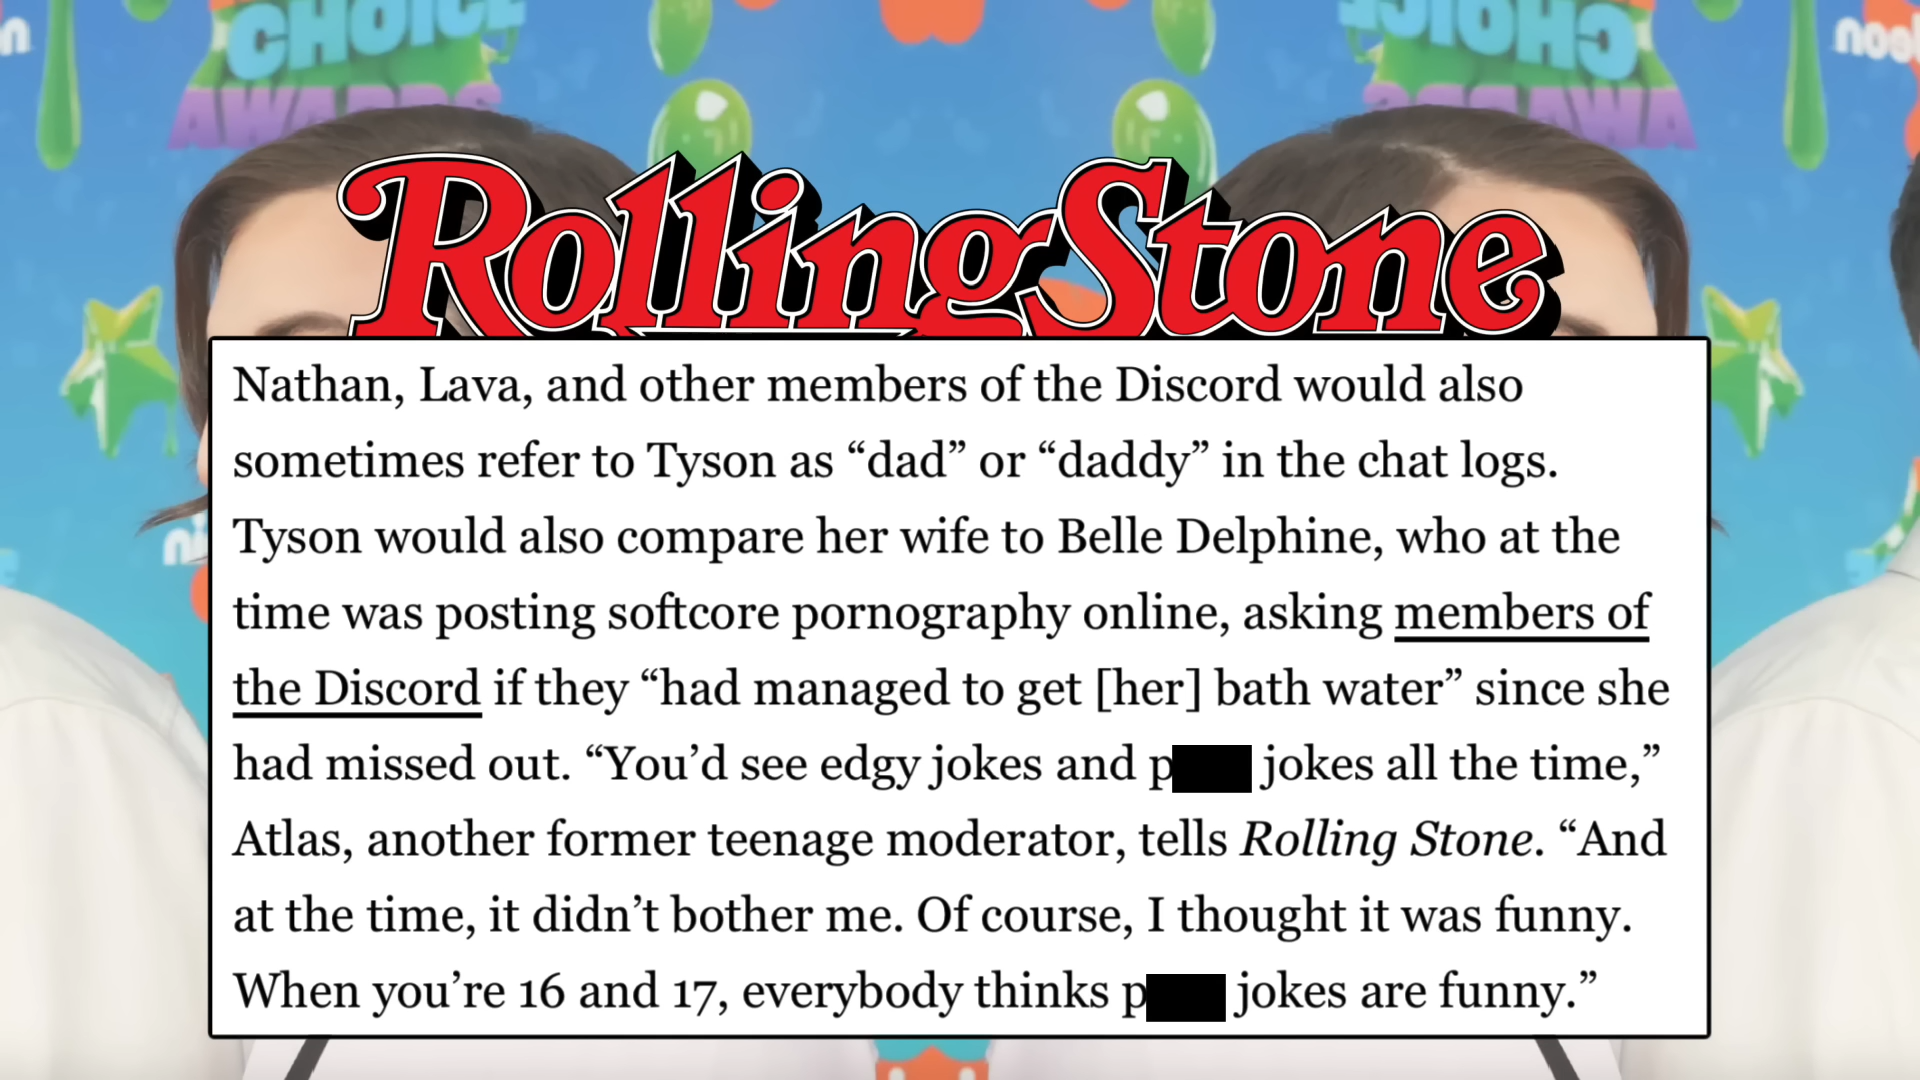 CHOICE
AWARDS
CHOICE
AWARDS
RollingStone
Nathan, Lava, and other members of the Discord would also
sometimes refer to Tyson as “dad” or “daddy” in the chat logs.
Tyson would also compare her wife to Belle Delphine, who at the
time was posting softcore pornography online, asking members of
the Discord if they “had managed to get [her] bath water” since she
had missed out. “You’d see edgy jokes and p jokes all the time,”
Atlas, another former teenage moderator, tells Rolling Stone. “And
at the time, it didn’t bother me. Of course, I thought it was funny.
When you’re 16 and 17, everybody thinks p jokes are funny.”